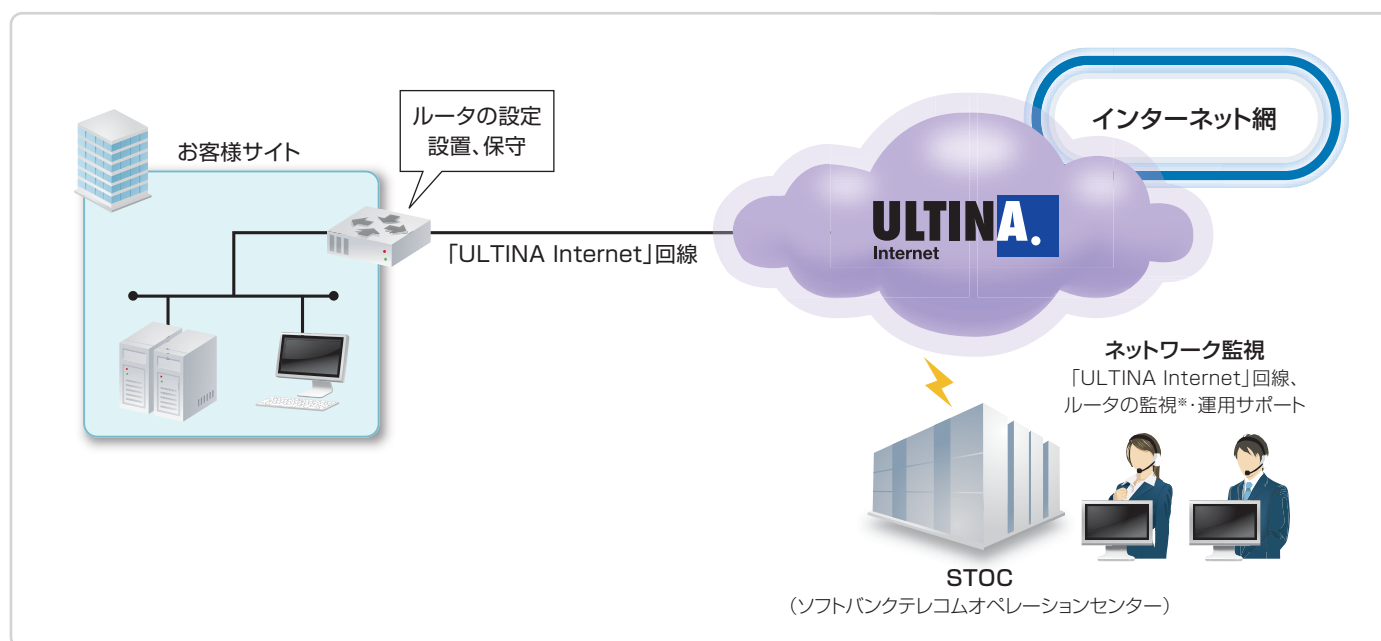 お客様サイト
ルータの設定
設置、保守
「ULTINA Internet」回線
インターネット網
ULTINA.
Internet
ネットワーク監視
「ULTINA Internet」回線、
ルータの監視※・運用サポート
STOC
（ソフトバンクテレコムオペレーションセンター）